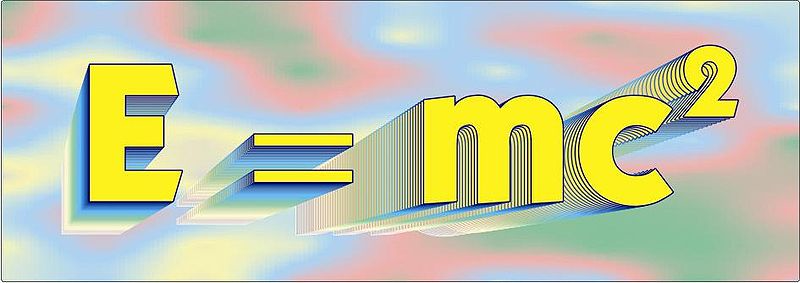 E = mc²